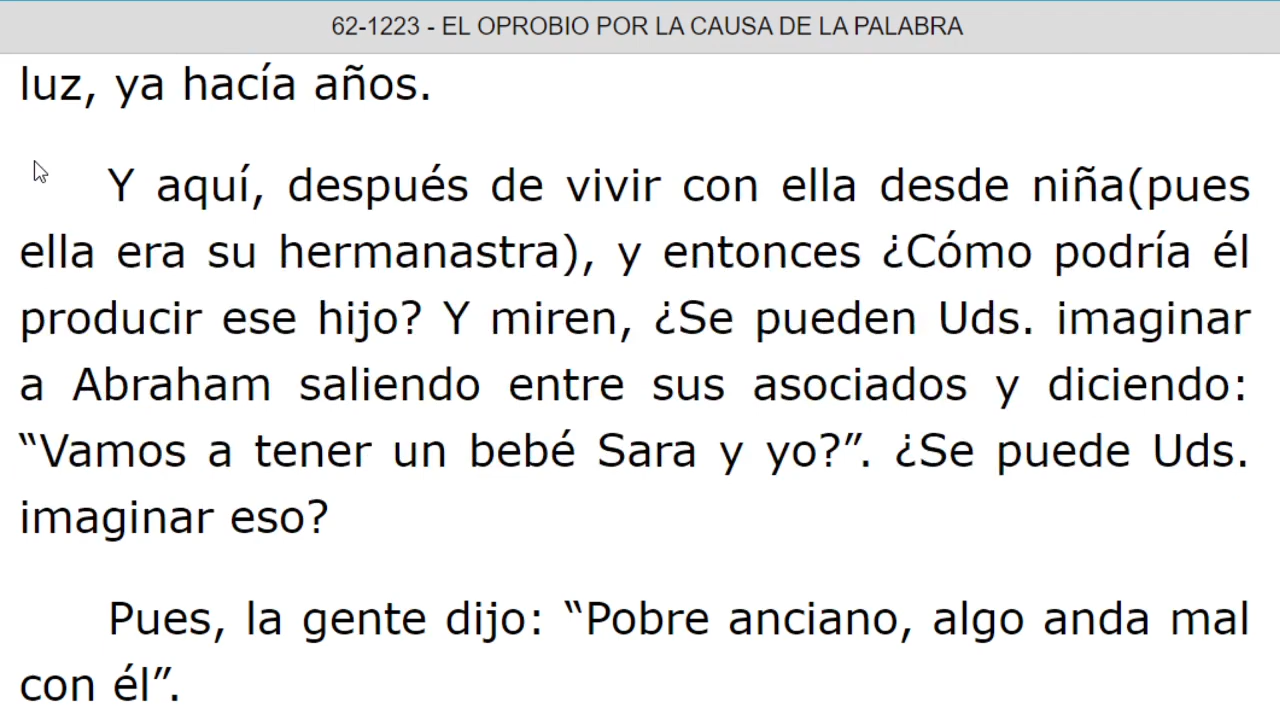 62-1223 - EL OPROBIO POR LA CAUSA DE LA PALABRA
luz, ya hacía años.
Y aquí, después de vivir con ella desde niña(pues
ella era su hermanastra), y entonces ¿Cómo podría él
producir ese hijo? Y miren, ¿Se pueden Uds. imaginar
a Abraham saliendo entre sus asociados y diciendo:
“Vamos a tener un bebé Sara y yo?”. ¿Se puede Uds.
imaginar eso?
Pues, la gente dijo: “Pobre anciano, algo anda mal
con él”.